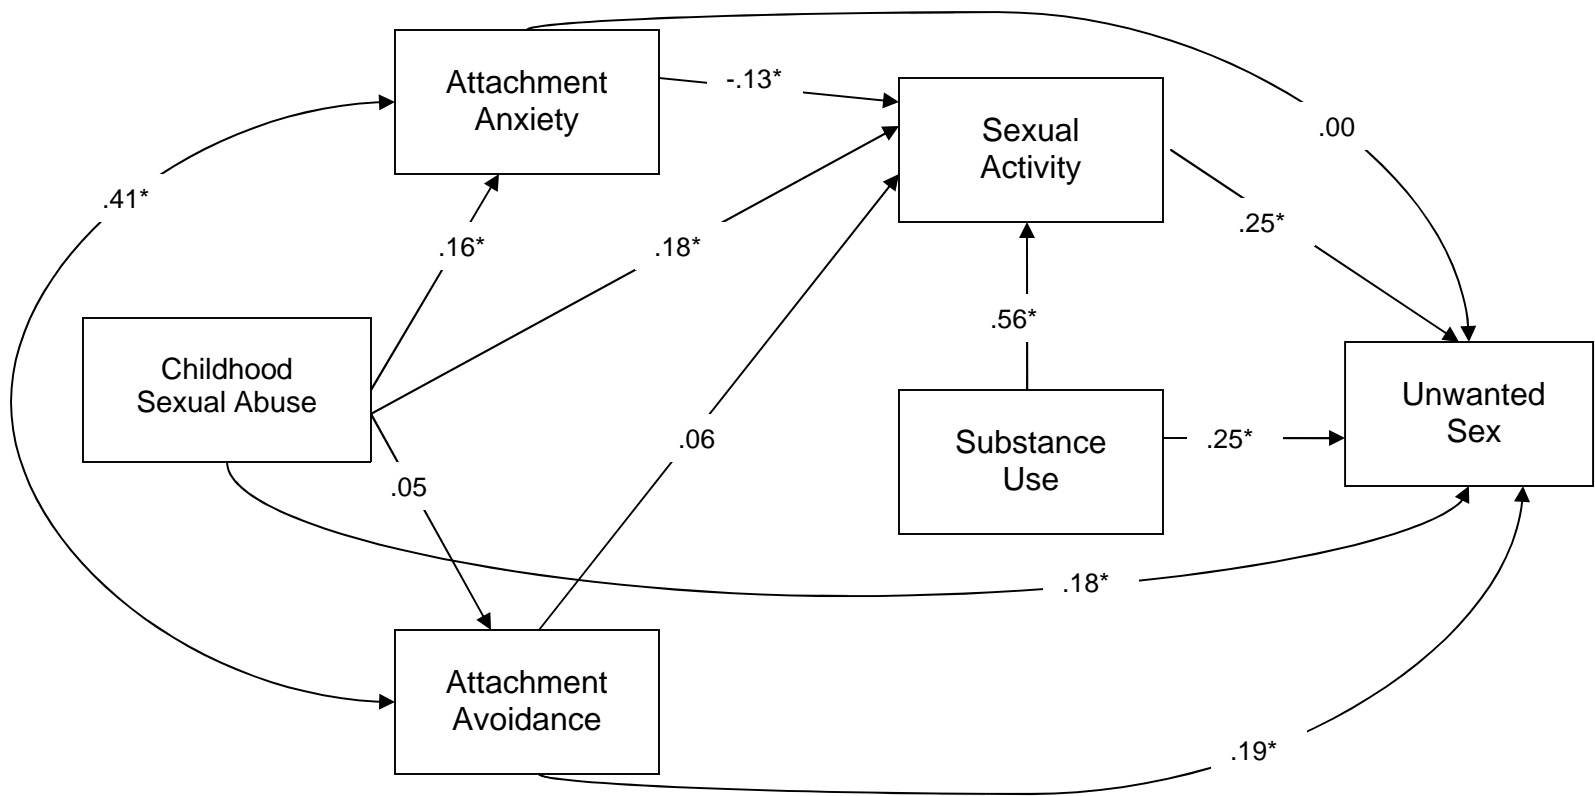 Attachment
Anxiety
-.13*
Sexual
Activity
.00
.41*
.16*
.18*
.25*
.56*
Childhood
Sexual Abuse
Unwanted
Sex
.05
.06
Substance
Use
.25*
.18*
Attachment
Avoidance
.19*